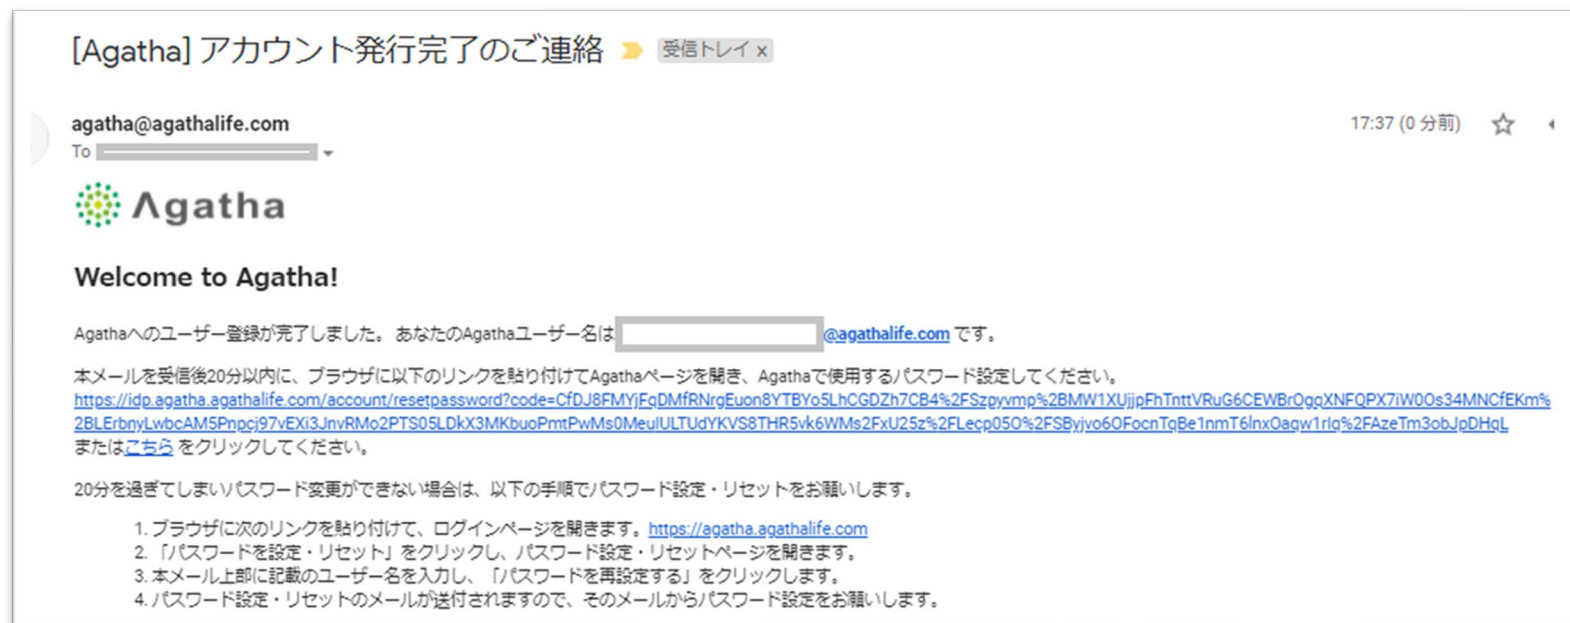 [Agatha] アカウント発行完了のご連絡 受信トレイ x
agatha@agathalife.com 17:37 (0 分前)
To
Agatha
Welcome to Agatha!
Agathaへのユーザー登録が完了しました。あなたのAgathaユーザー名は @agathalife.com です。
本メールを受信後20分以内に、ブラウザに以下のリンクを貼り付けてAgathaページを開き、Agathaで使用するパスワード設定してください。
https://idp.agatha.agathalife.com/account/resetpassword?code=CfDJ8FMYjFqDMfRNrgEuon8YTBYo5LhCGDZh7CB4%2FSzpyvmp%2BMW1XUjjpFhTnttVRuG6CEWBrOgqXNFQPX7iW0Os34MNCfEKm%
2BLErbnyLwbcAM5Pnpcj97vEXi3JnvRMo2PTS05LDkX3MKbuoPmtPwMs0MeuIULTUdYKVS8THR5vk6WMs2FxU25z%2FLecp05O%2FSByjvo6OFocnTqBe1nmT6lnxOaqw1rIq%2FAzeTm3obJpDHqL
またはこちら をクリックしてください。
20分を過ぎてしまいパスワード変更ができない場合は、以下の手順でパスワード設定・リセットをお願いします。
1. ブラウザに次のリンクを貼り付けて、ログインページを開きます。https://agatha.agathalife.com
2. 「パスワードを設定・リセット」をクリックし、パスワード設定・リセットページを開きます。
3. 本メール上部に記載のユーザー名を入力し、「パスワードを再設定する」をクリックします。
4. パスワード設定・リセットのメールが送付されますので、そのメールからパスワード設定をお願いします。